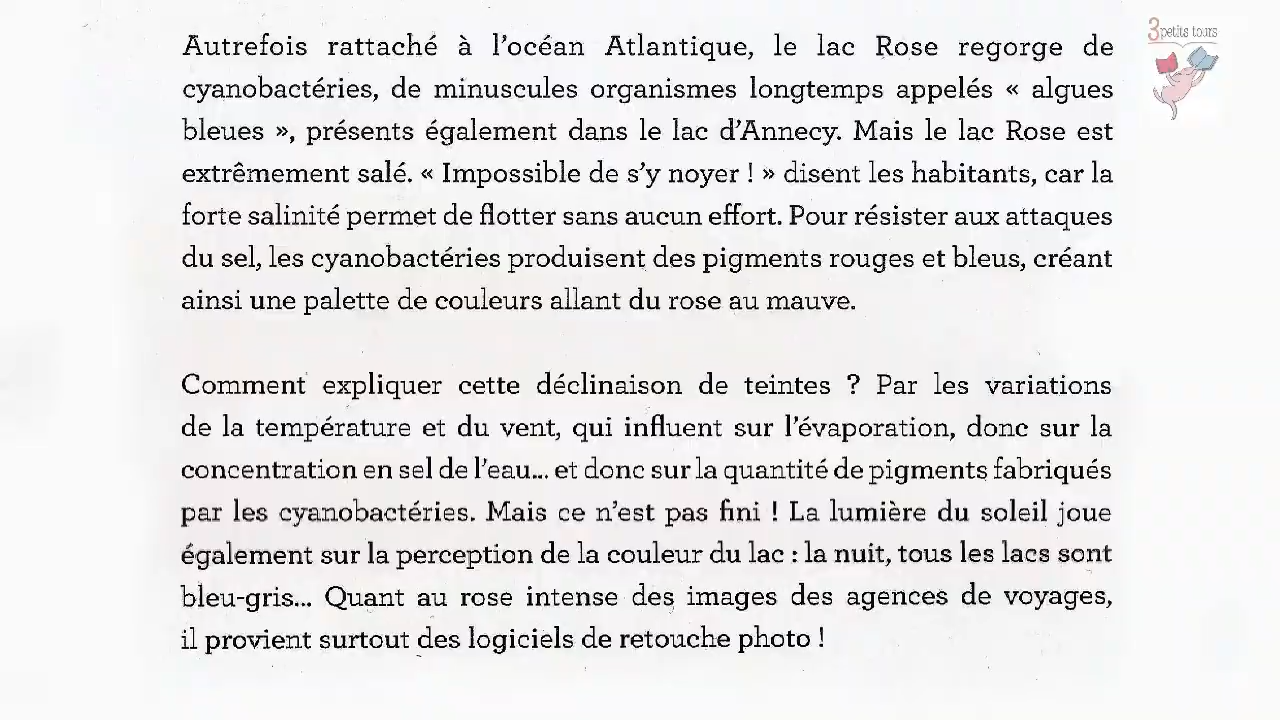 3petits tours
Autrefois rattaché à l'océan Atlantique, le lac Rose regorge de
cyanobactéries, de minuscules organismes longtemps appelés « algues
bleues », présents également dans le lac d'Annecy. Mais le lac Rose est
extrêmement salé. « Impossible de s'y noyer ! » disent les habitants, car la
forte salinité permet de flotter sans aucun effort. Pour résister aux attaques
du sel, les cyanobactéries produisent des pigments rouges et bleus, créant
ainsi une palette de couleurs allant du rose au mauve.
Comment expliquer cette déclinaison de teintes ? Par les variations
de la température et du vent, qui influent sur l'évaporation, donc sur la
concentration en sel de l'eau... et donc sur la quantité de pigments fabriqués
par les cyanobactéries. Mais ce n'est pas fini ! La lumière du soleil joue
également sur la perception de la couleur du lac : la nuit, tous les lacs sont
bleu-gris... Quant au rose intense des images des agences de voyages,
il provient surtout des logiciels de retouche photo !